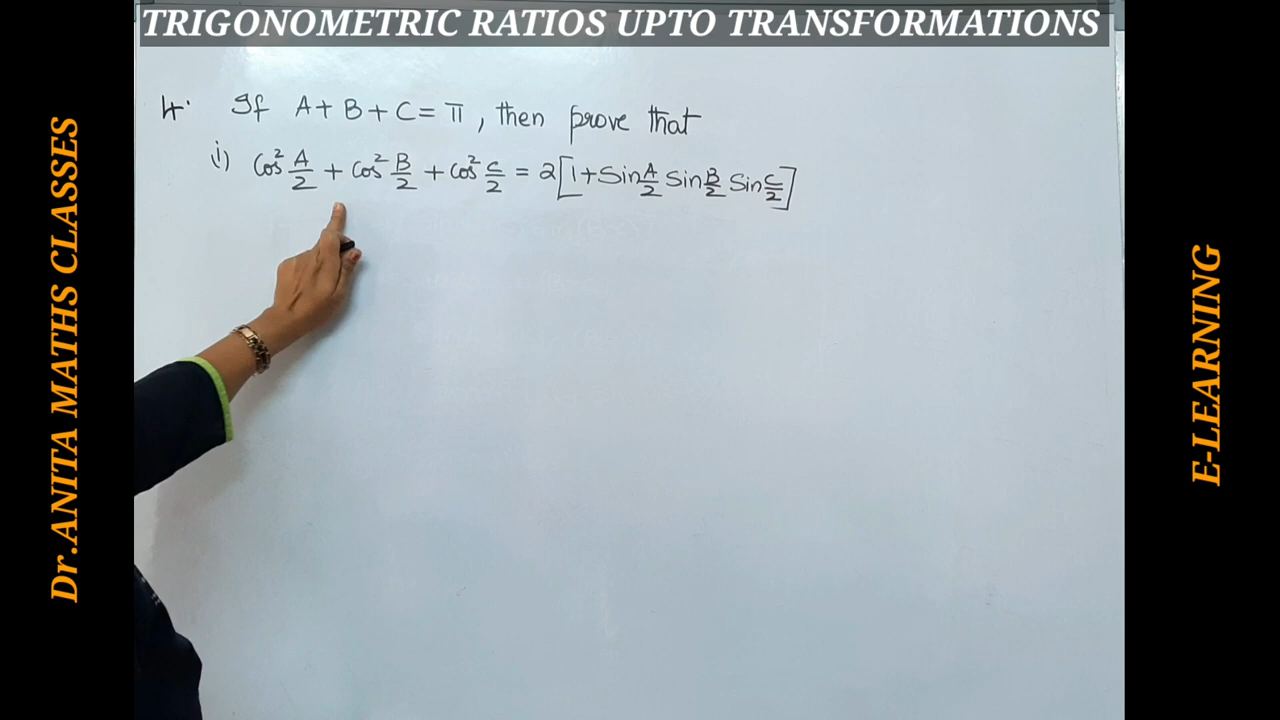 TRIGONOMETRIC RATIOS UPTO TRANSFORMATIONS
4. If A + B + C = π, then prove that
i) Cos² A/2 + Cos² B/2 + Cos² C/2 = 2[1 + Sin A/2 Sin B/2 Sin C/2]
Dr.ANITA MATHS CLASSES
E-LEARNING